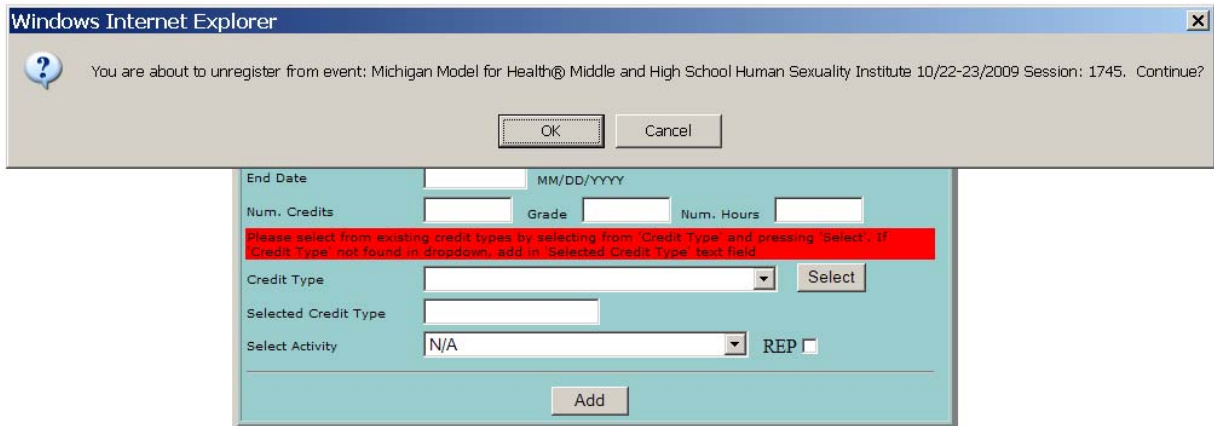 Windows Internet Explorer
You are about to unregister from event: Michigan Model for Health® Middle and High School Human Sexuality Institute 10/22-23/2009 Session: 1745. Continue?
OK Cancel
End Date MM/DD/YYYY
Num. Credits Grade Num. Hours
Please select from existing credit types by selecting from 'Credit Type' and pressing 'Select'. If
'Credit Type' not found in dropdown, add in 'Selected Credit Type' text field
Credit Type Select
Selected Credit Type
Select Activity N/A REP
Add